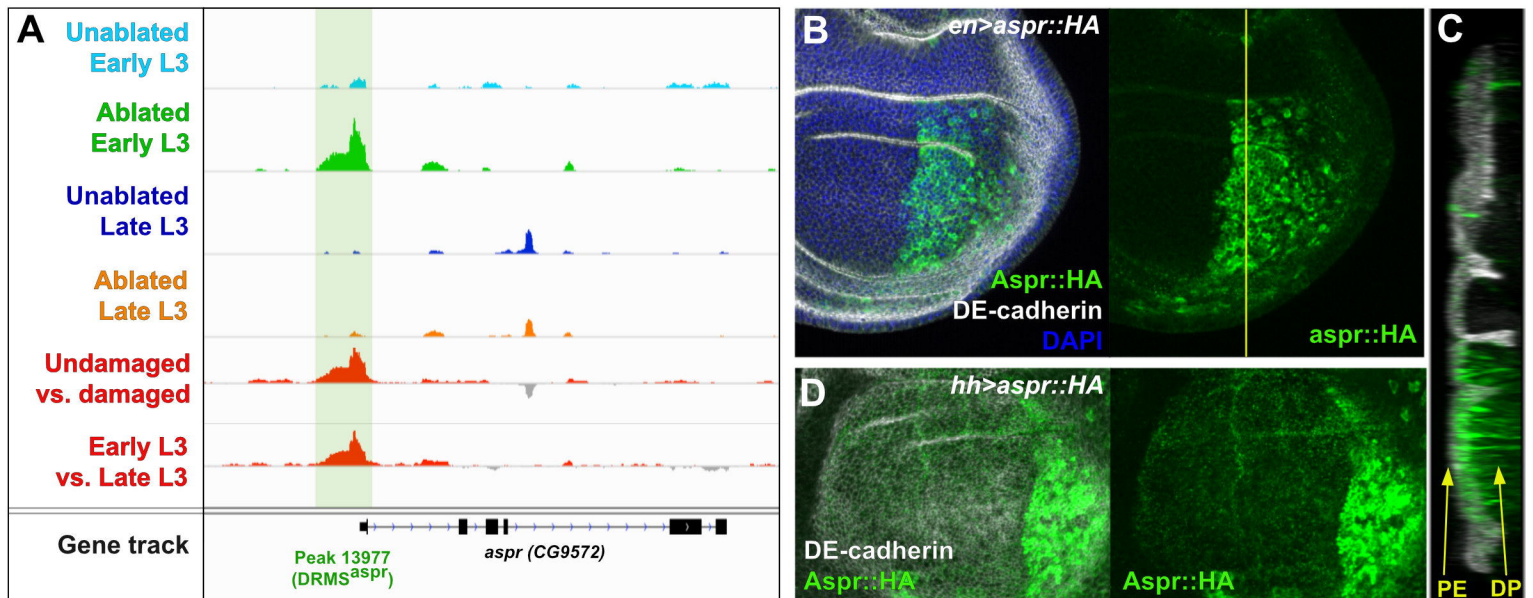 A
Unablated
Early L3
Ablated
Early L3
Unablated
Late L3
Ablated
Late L3
Undamaged
vs. damaged
Early L3
vs. Late L3
Gene track
Peak 13977
(DRMSaspr)
aspr (CG9572)
B
en>aspr::HA
Aspr::HA
DE-cadherin
DAPI
aspr::HA
C
PE
DP
D
hh>aspr::HA
DE-cadherin
Aspr::HA
Aspr::HA